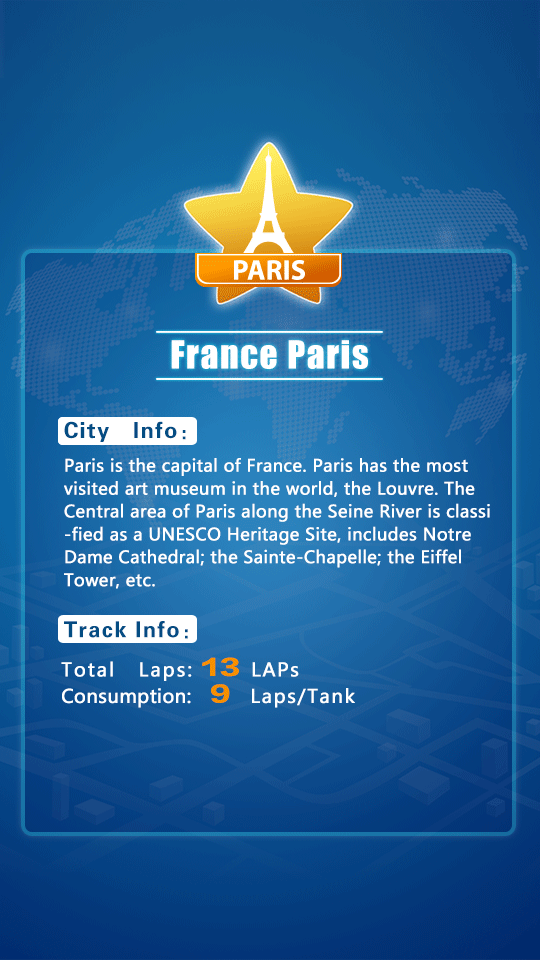 PARIS
France Paris
City Info:
Paris is the capital of France. Paris has the most
visited art museum in the world, the Louvre. The
Central area of Paris along the Seine River is classi
-fied as a UNESCO Heritage Site, includes Notre
Dame Cathedral; the Sainte-Chapelle; the Eiffel
Tower, etc.
Track Info:
Total Laps: 13 LAPs
Consumption: 9 Laps/Tank